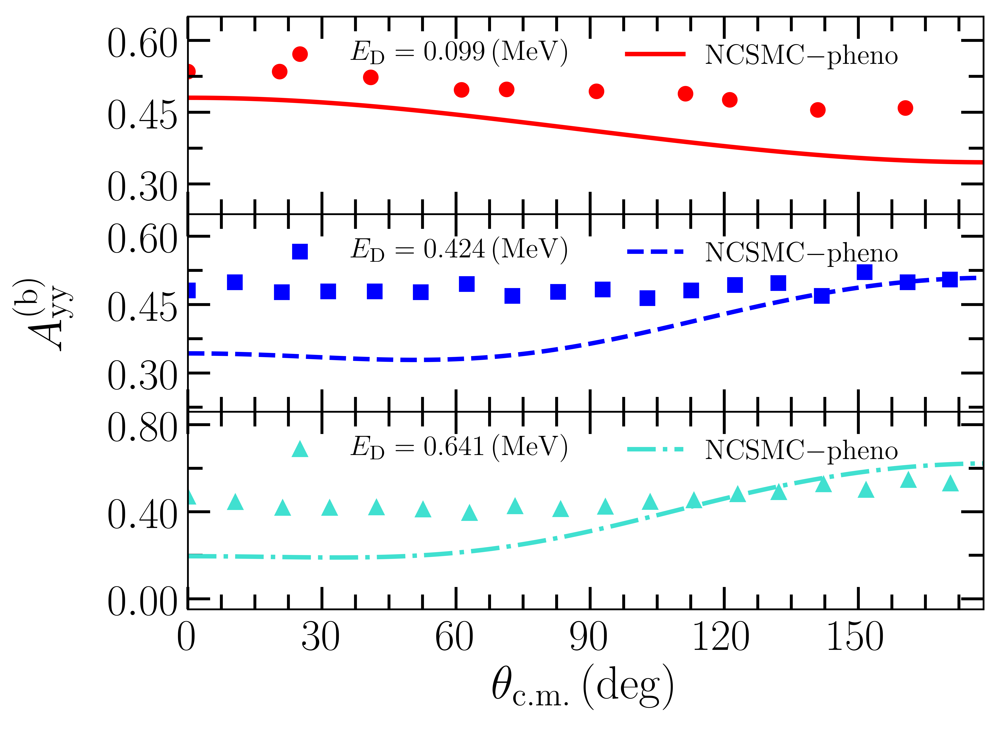 0.60
E_D = 0.099 (MeV) NCSMC−pheno
0.45
0.30
0.60
E_D = 0.424 (MeV) NCSMC−pheno
0.45
0.30
A_yy^(b)
0.80
E_D = 0.641 (MeV) NCSMC−pheno
0.40
0.00
0 30 60 90 120 150
θ_c.m. (deg)